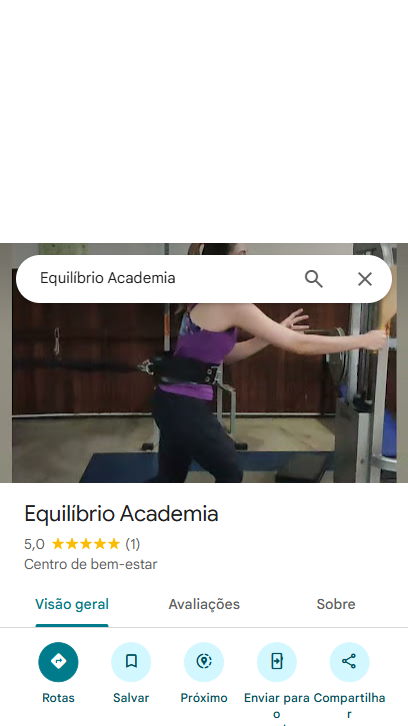 Equilíbrio Academia
Equilíbrio Academia
5,0 (1)
Centro de bem-estar
Visão geral Avaliações Sobre
Rotas Salvar Próximo Enviar para o Compartilhar